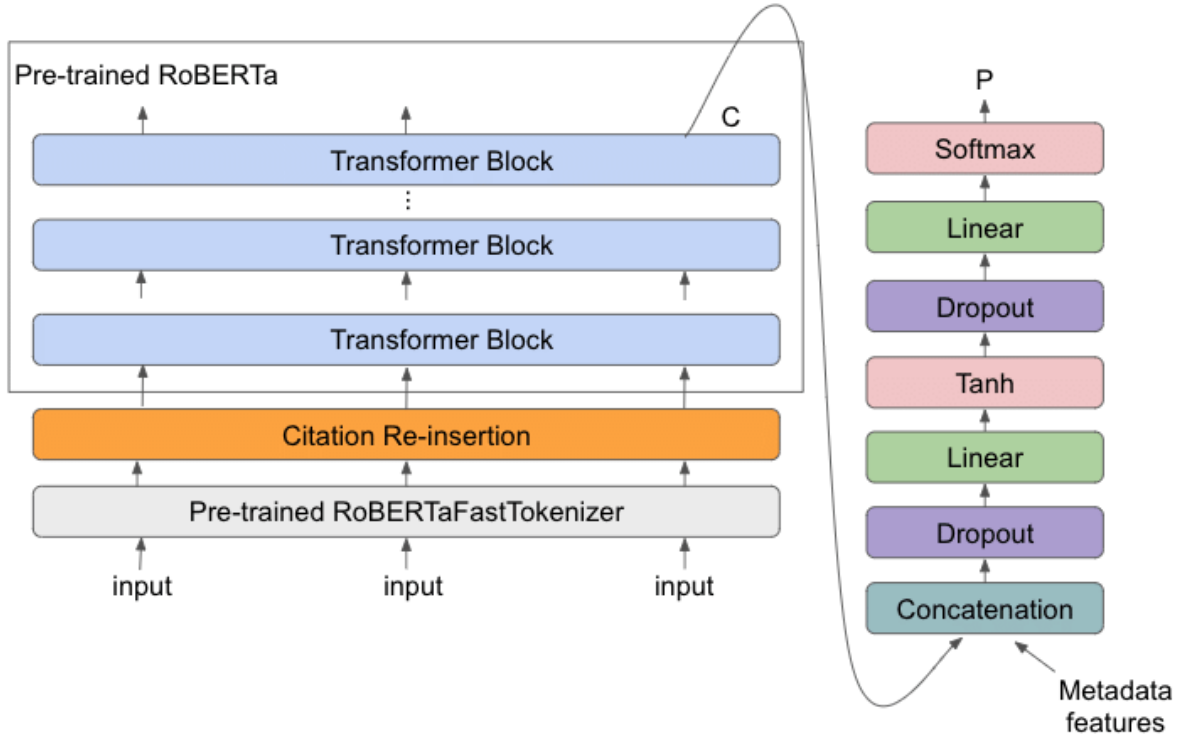 Pre-trained RoBERTa
C
Transformer Block
⋮
Transformer Block
Transformer Block
Citation Re-insertion
Pre-trained RoBERTaFastTokenizer
input
input
input
P
Softmax
Linear
Dropout
Tanh
Linear
Dropout
Concatenation
Metadata
features